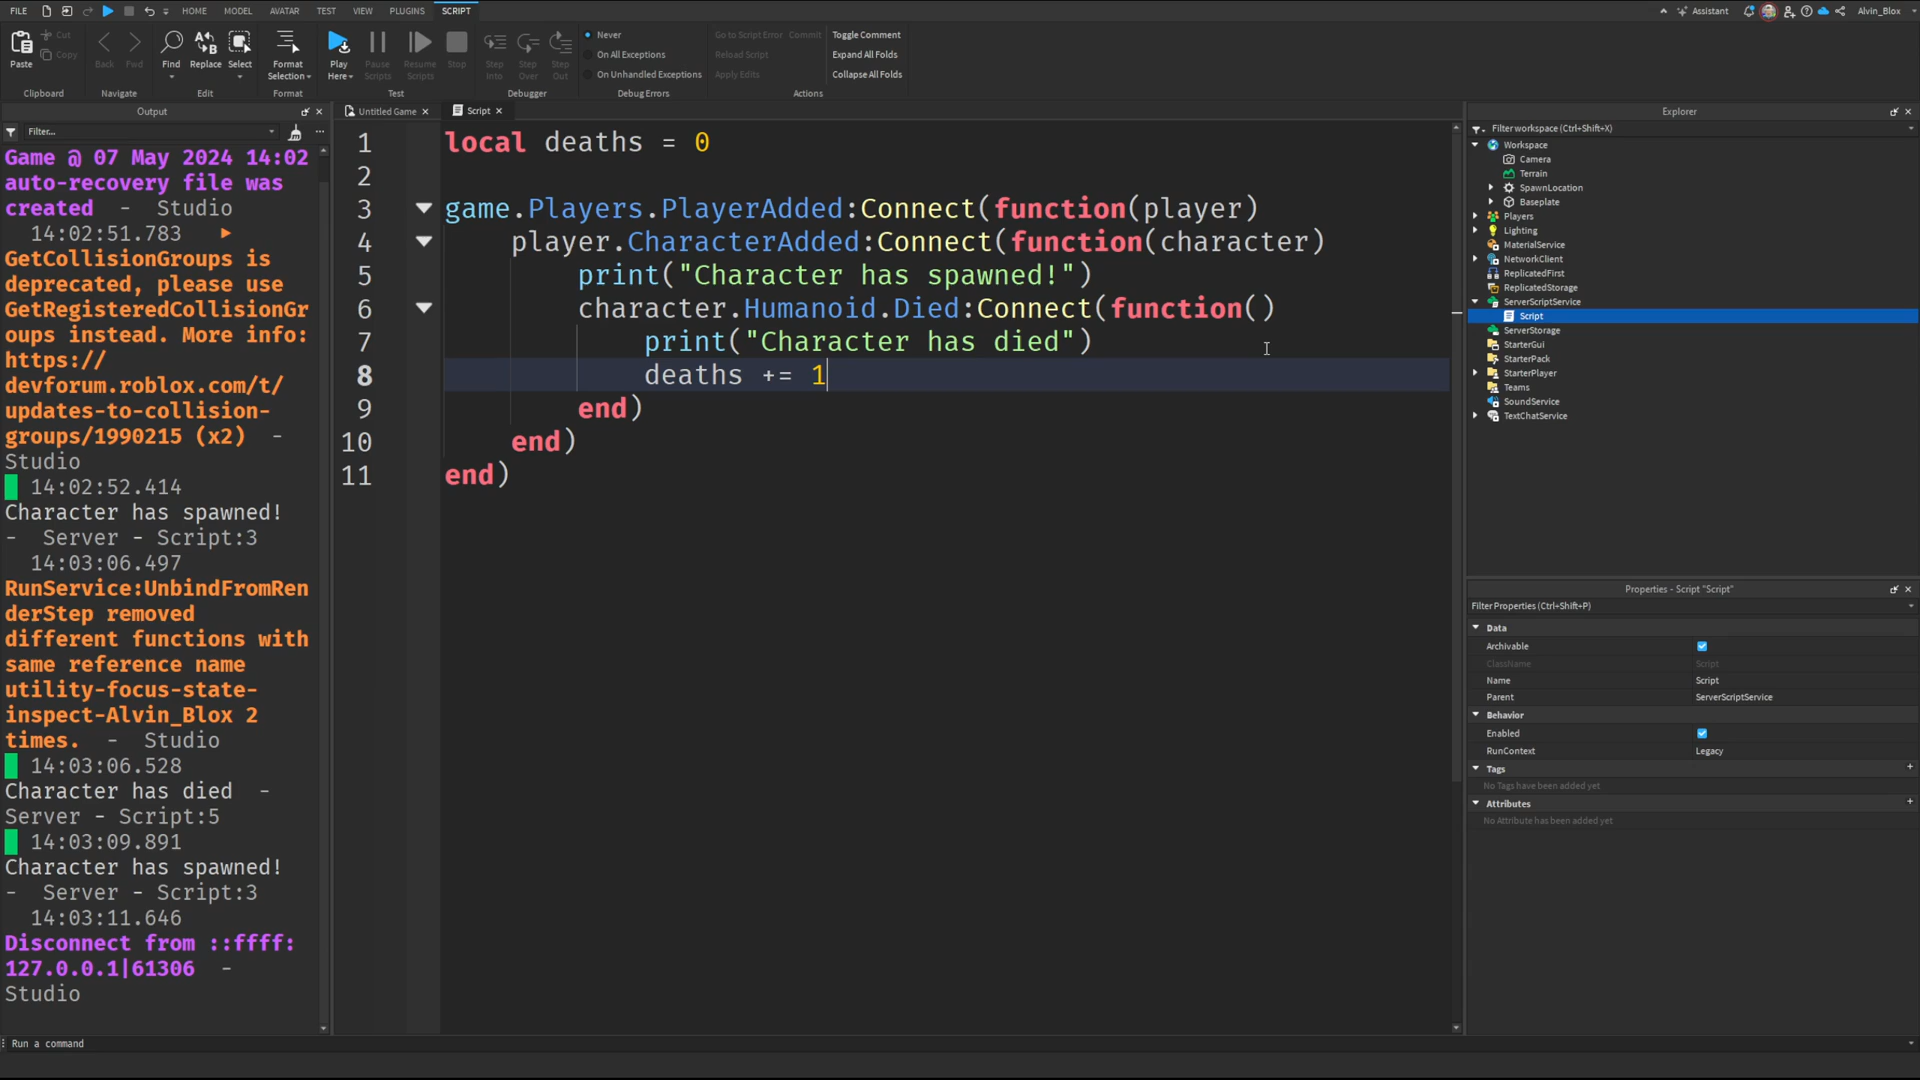 FILE HOME MODEL AVATAR TEST VIEW PLUGINS SCRIPT Assistant Alvin_Blox
Paste Cut Copy Back Fwd Find Replace Select Format Selection Play Here Pause Scripts Resume Scripts Stop Step Into Step Over Step Out
Never
On All Exceptions
On Unhandled Exceptions
Go to Script Error Commit
Reload Script
Apply Edits
Toggle Comment
Expand All Folds
Collapse All Folds
Clipboard Navigate Edit Format Test Debugger Debug Errors Actions
Output
Filter...
Game @ 07 May 2024 14:02
auto-recovery file was
created - Studio
14:02:51.783
GetCollisionGroups is
deprecated, please use
GetRegisteredCollisionGr
oups instead. More info:
https://
devforum.roblox.com/t/
updates-to-collision-
groups/1990215 (x2) -
Studio
14:02:52.414
Character has spawned!
- Server - Script:3
14:03:06.497
RunService:UnbindFromRen
derStep removed
different functions with
same reference name
utility-focus-state-
inspect-Alvin_Blox 2
times. - Studio
14:03:06.528
Character has died -
Server - Script:5
14:03:09.891
Character has spawned!
- Server - Script:3
14:03:11.646
Disconnect from ::ffff:
127.0.0.1|61306 -
Studio
Untitled Game Script
1 local deaths = 0
2
3 game.Players.PlayerAdded:Connect(function(player)
4 player.CharacterAdded:Connect(function(character)
5 print("Character has spawned!")
6 character.Humanoid.Died:Connect(function()
7 print("Character has died")
8 deaths += 1
9 end)
10 end)
11 end)
Explorer
Filter workspace (Ctrl+Shift+X)
Workspace
Camera
Terrain
SpawnLocation
Baseplate
Players
Lighting
MaterialService
NetworkClient
ReplicatedFirst
ReplicatedStorage
ServerScriptService
Script
ServerStorage
StarterGui
StarterPack
StarterPlayer
Teams
SoundService
TextChatService
Properties - Script "Script"
Filter Properties (Ctrl+Shift+P)
Data
Archivable
ClassName Script
Name Script
Parent ServerScriptService
Behavior
Enabled
RunContext Legacy
Tags
No Tags have been added yet
Attributes
No Attribute has been added yet
Run a command